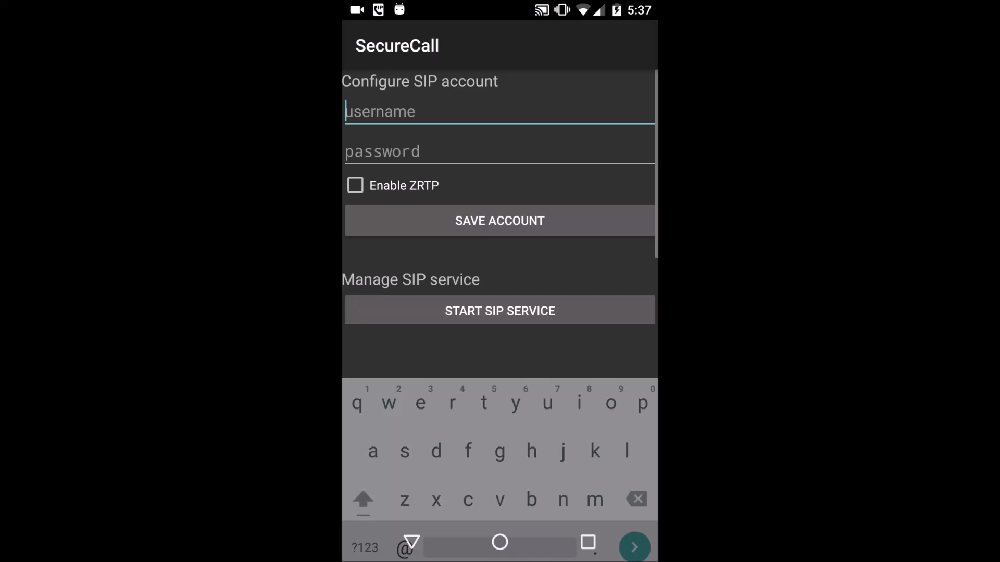 5:37
SecureCall
Configure SIP account
username
password
Enable ZRTP
SAVE ACCOUNT
Manage SIP service
START SIP SERVICE
1 2 3 4 5 6 7 8 9 0
q w e r t y u i o p
a s d f g h j k l
z x c v b n m
?123 @ .